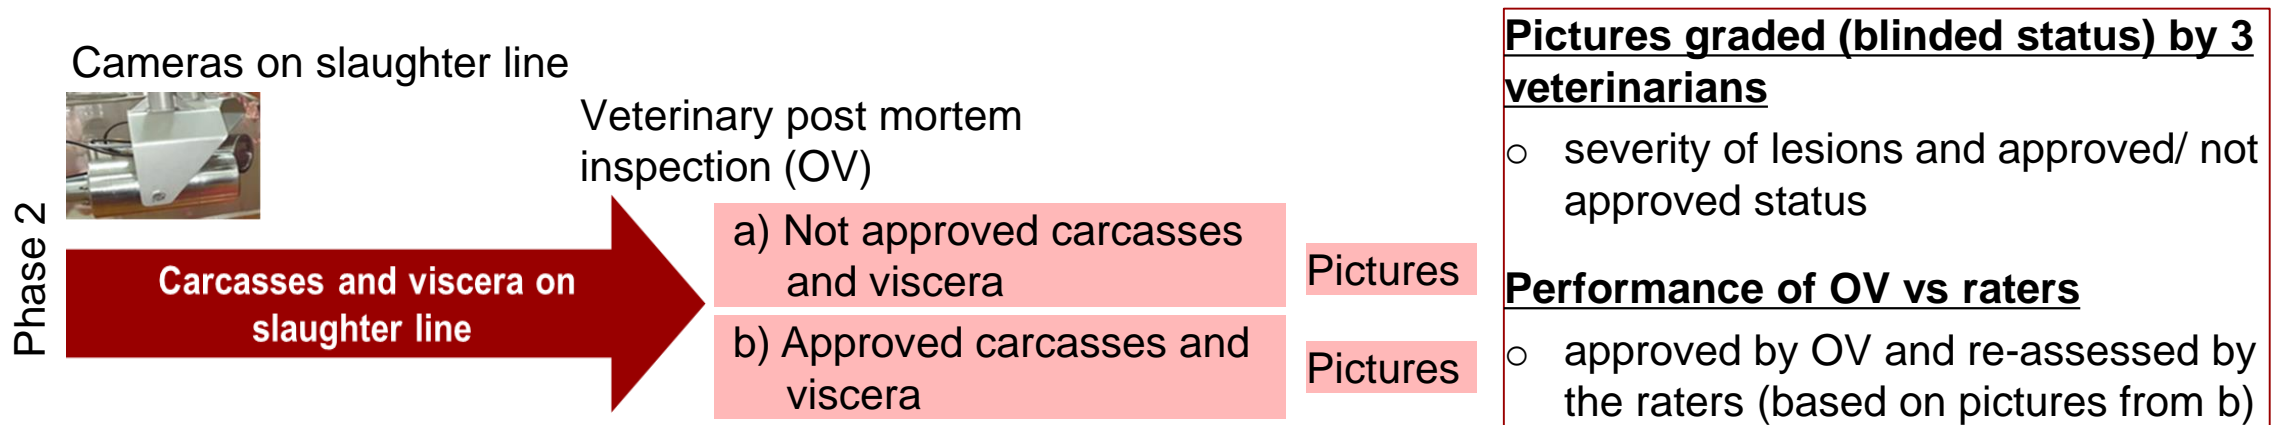 Phase 2
Cameras on slaughter line
Carcasses and viscera on
slaughter line
Veterinary post mortem
inspection (OV)
a) Not approved carcasses
and viscera
Pictures
b) Approved carcasses and
viscera
Pictures
Pictures graded (blinded status) by 3
veterinarians
o severity of lesions and approved/ not
approved status
Performance of OV vs raters
o approved by OV and re-assessed by
the raters (based on pictures from b)